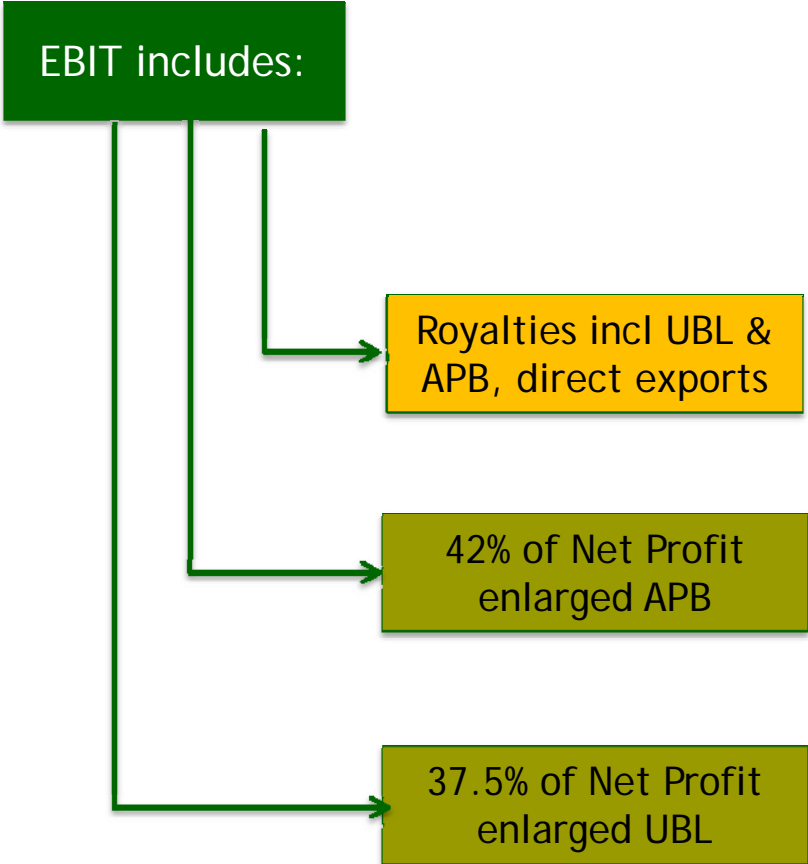 EBIT includes:
Royalties incl UBL &
APB, direct exports
42% of Net Profit
enlarged APB
37.5% of Net Profit
enlarged UBL